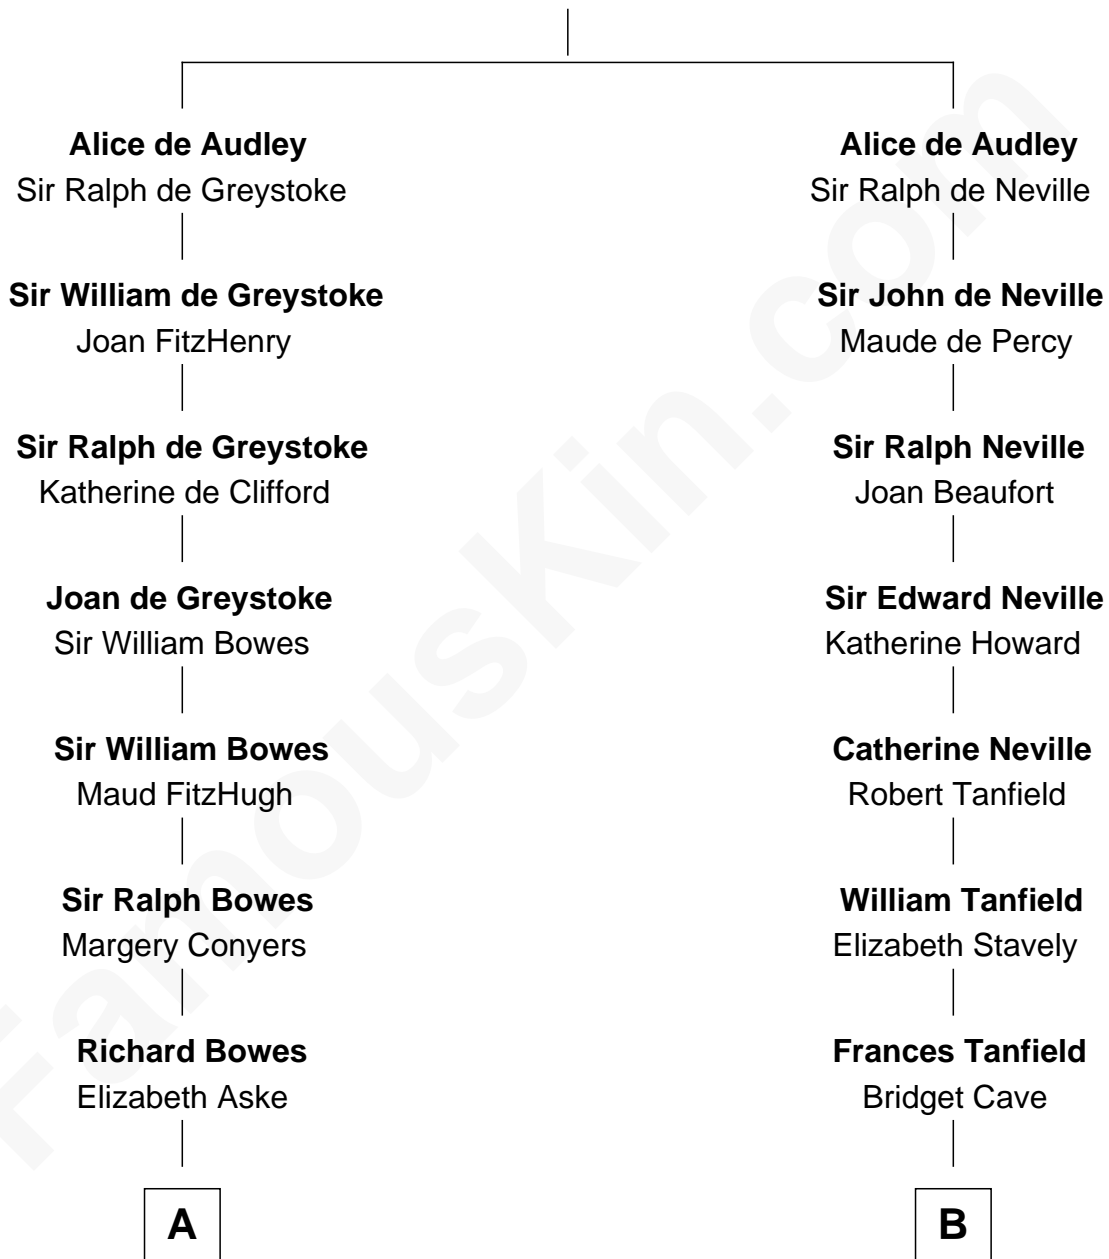 Alice de Audley
Sir Ralph de Greystoke
Sir William de Greystoke
Joan FitzHenry
Sir Ralph de Greystoke
Katherine de Clifford
Joan de Greystoke
Sir William Bowes
Sir William Bowes
Maud FitzHugh
Sir Ralph Bowes
Margery Conyers
Richard Bowes
Elizabeth Aske
A
Alice de Audley
Sir Ralph de Neville
Sir John de Neville
Maude de Percy
Sir Ralph Neville
Joan Beaufort
Sir Edward Neville
Katherine Howard
Catherine Neville
Robert Tanfield
William Tanfield
Elizabeth Stavely
Frances Tanfield
Bridget Cave
B
FamousKin.com